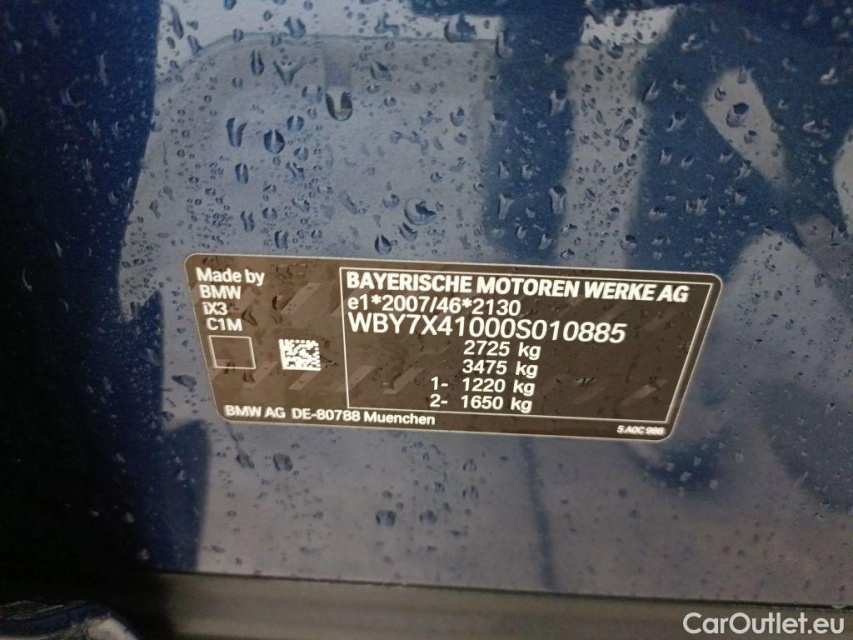 Made by
BMW
iX3
C1M
BAYERISCHE MOTOREN WERKE AG
e1*2007/46*2130
WBY7X41000S010885
2725 kg
3475 kg
1- 1220 kg
2- 1650 kg
BMW AG DE-80788 Muenchen
5.A0C 986
CarOutlet.eu